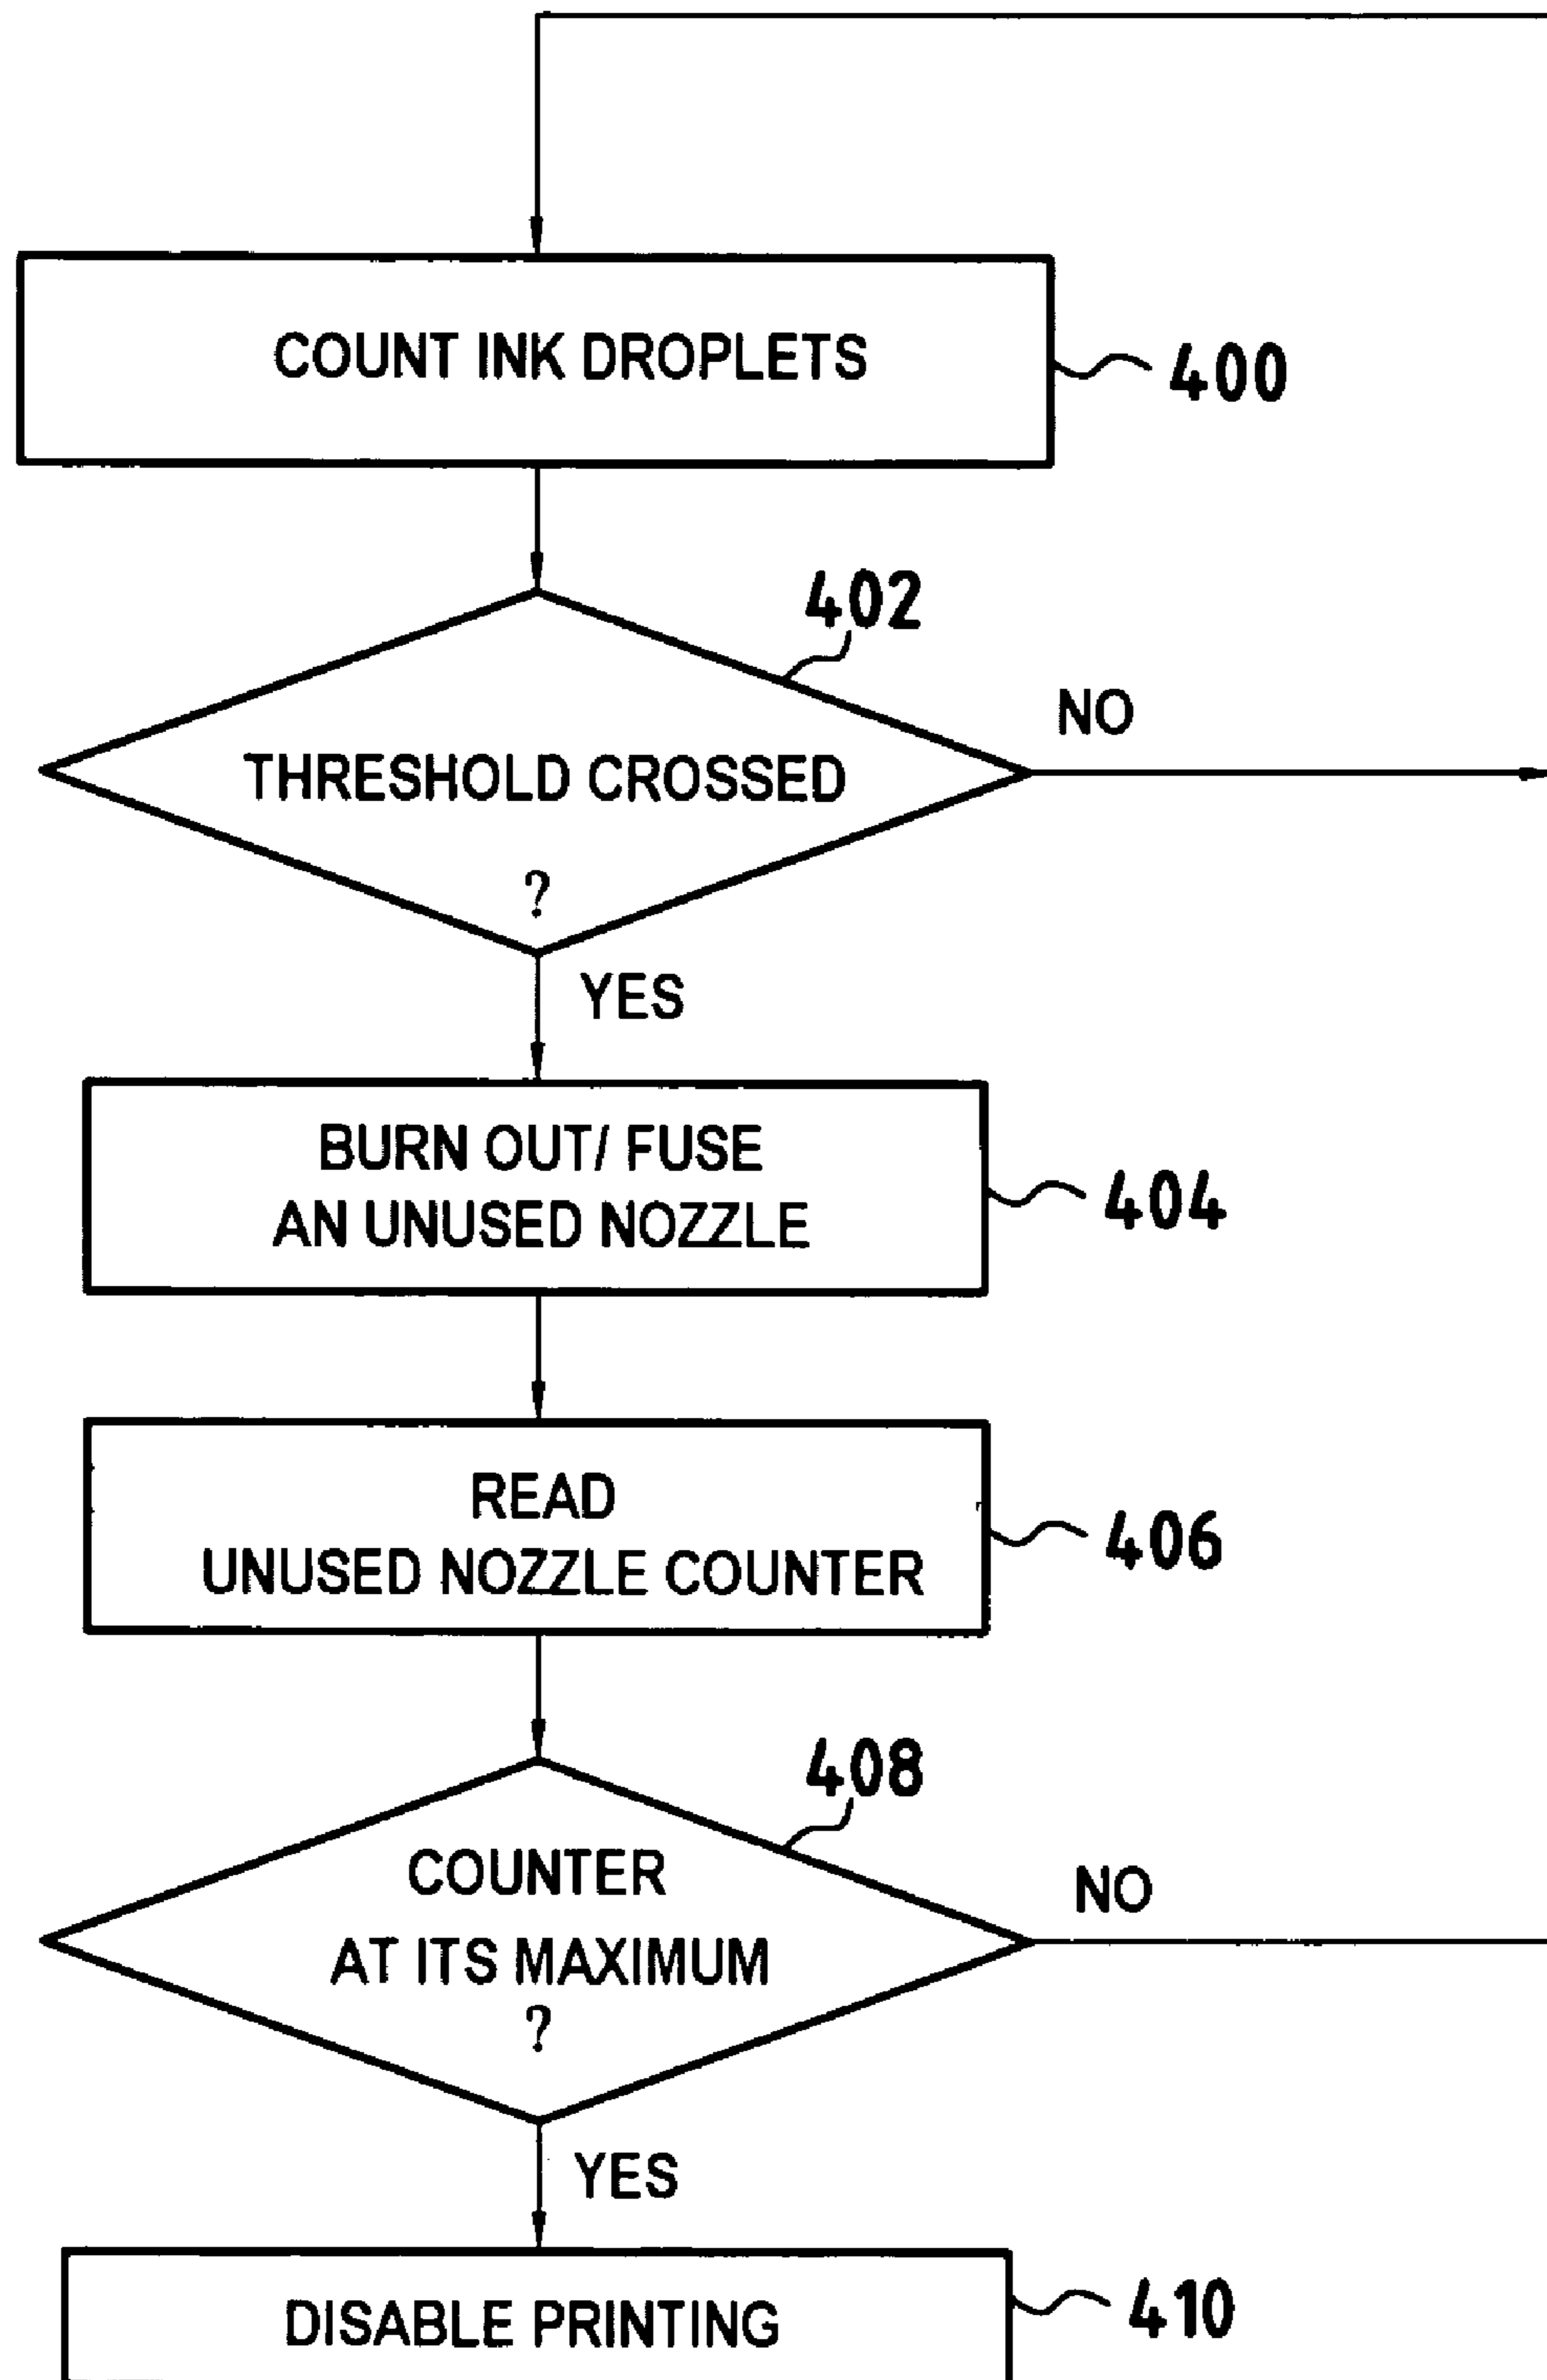 COUNT INK DROPLETS
400
402
THRESHOLD CROSSED
?
NO
YES
BURN OUT/ FUSE
AN UNUSED NOZZLE
404
READ
UNUSED NOZZLE COUNTER
406
408
COUNTER
AT ITS MAXIMUM
?
NO
YES
DISABLE PRINTING
410